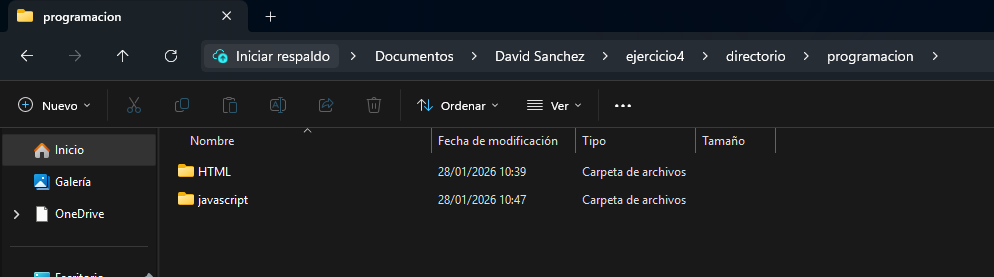 programacion
Iniciar respaldo Documentos David Sanchez ejercicio4 directorio programacion
Nuevo Ordenar Ver
Nombre Fecha de modificación Tipo Tamaño
Inicio
HTML 28/01/2026 10:39 Carpeta de archivos
Galería
javascript 28/01/2026 10:47 Carpeta de archivos
OneDrive